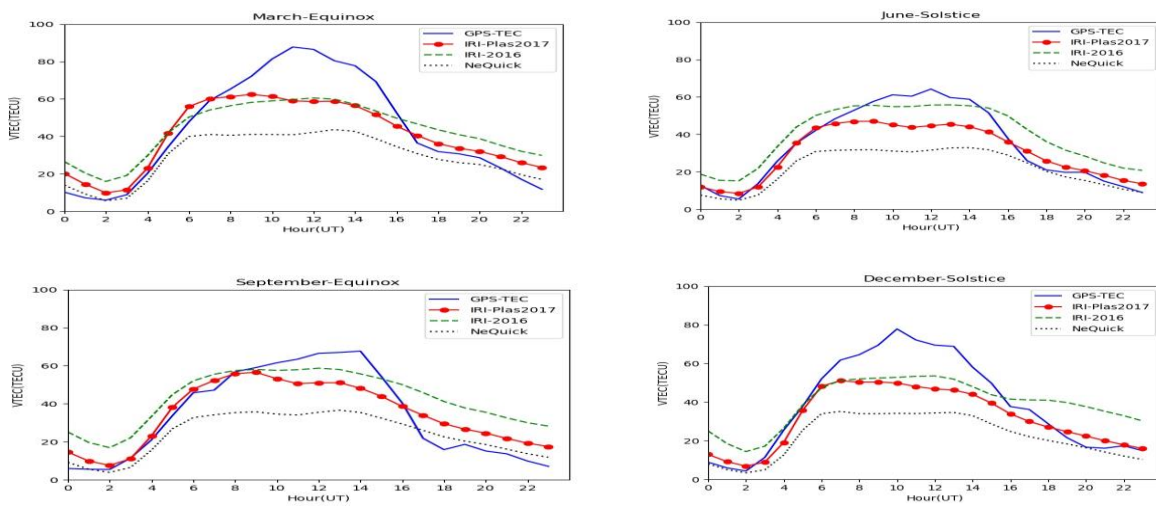 March-Equinox
100
80
60
40
20
0
VTEC(TECU)
GPS-TEC
IRI-Plas2017
IRI-2016
NeQuick
0 2 4 6 8 10 12 14 16 18 20 22
Hour(UT)
June-Solstice
100
80
60
40
20
0
VTEC(TECU)
GPS-TEC
IRI-Plas2017
IRI-2016
NeQuick
0 2 4 6 8 10 12 14 16 18 20 22
Hour(UT)
September-Equinox
100
80
60
40
20
0
VTEC(TECU)
GPS-TEC
IRI-Plas2017
IRI-2016
NeQuick
0 2 4 6 8 10 12 14 16 18 20 22
Hour(UT)
December-Solstice
100
80
60
40
20
0
VTEC(TECU)
GPS-TEC
IRI-Plas2017
IRI-2016
NeQuick
0 2 4 6 8 10 12 14 16 18 20 22
Hour(UT)